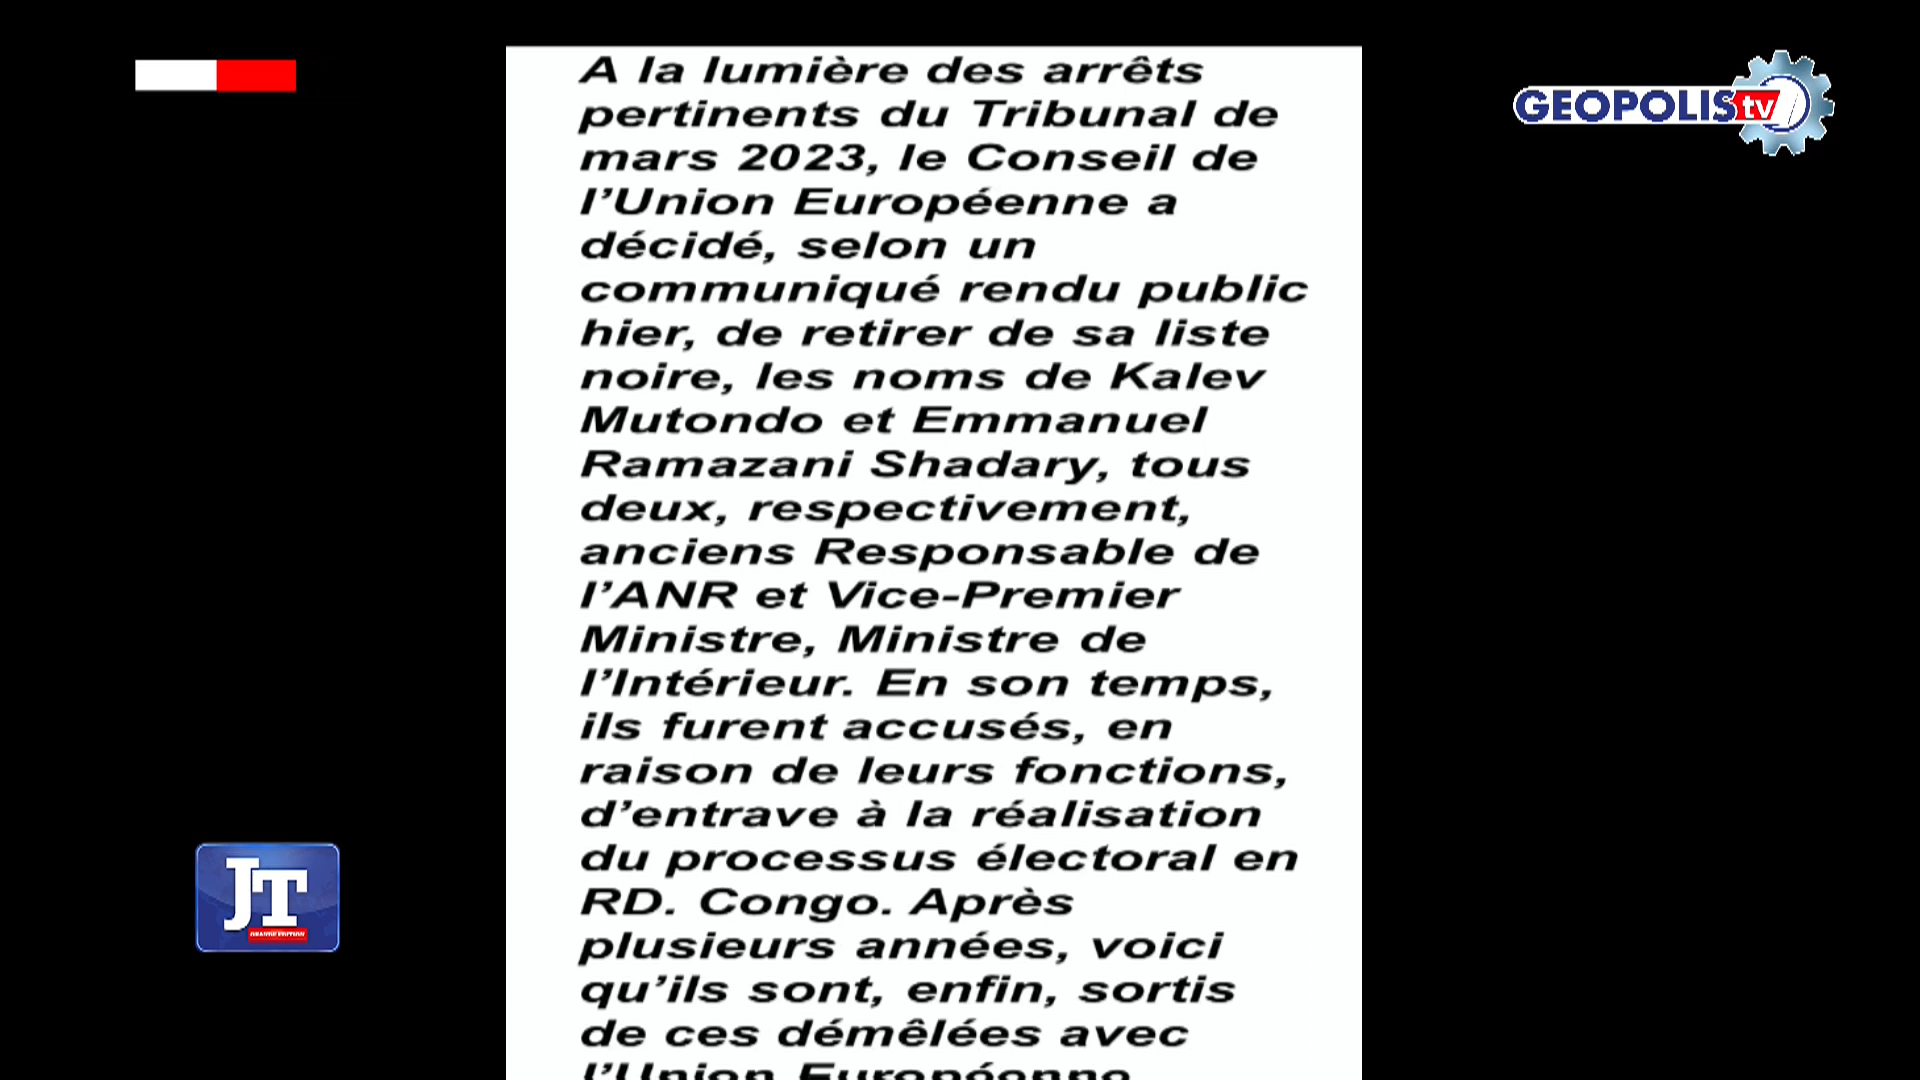 A la lumière des arrêts
pertinents du Tribunal de
mars 2023, le Conseil de
l’Union Européenne a
décidé, selon un
communiqué rendu public
hier, de retirer de sa liste
noire, les noms de Kalev
Mutondo et Emmanuel
Ramazani Shadary, tous
deux, respectivement,
anciens Responsable de
l’ANR et Vice-Premier
Ministre, Ministre de
l’Intérieur. En son temps,
ils furent accusés, en
raison de leurs fonctions,
d’entrave à la réalisation
du processus électoral en
RD. Congo. Après
plusieurs années, voici
qu’ils sont, enfin, sortis
de ces démêlées avec
l’Union Européenne
GEOPOLIS tv
JT
GRANDE EDITION